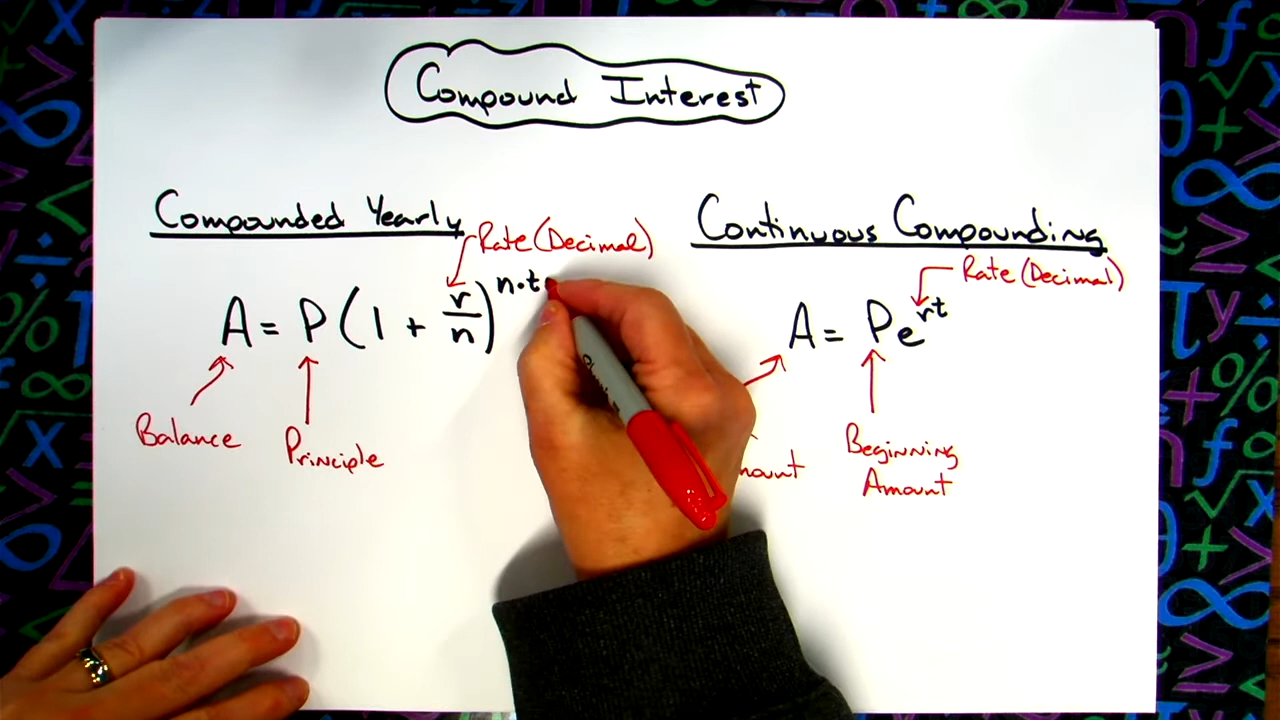 Compound Interest
Compounded Yearly
Rate (Decimal)
A = P (1 + r/n)^n·t
Balance
Principle
Continuous Compounding
Rate (Decimal)
A = Pe^rt
Beginning
Amount